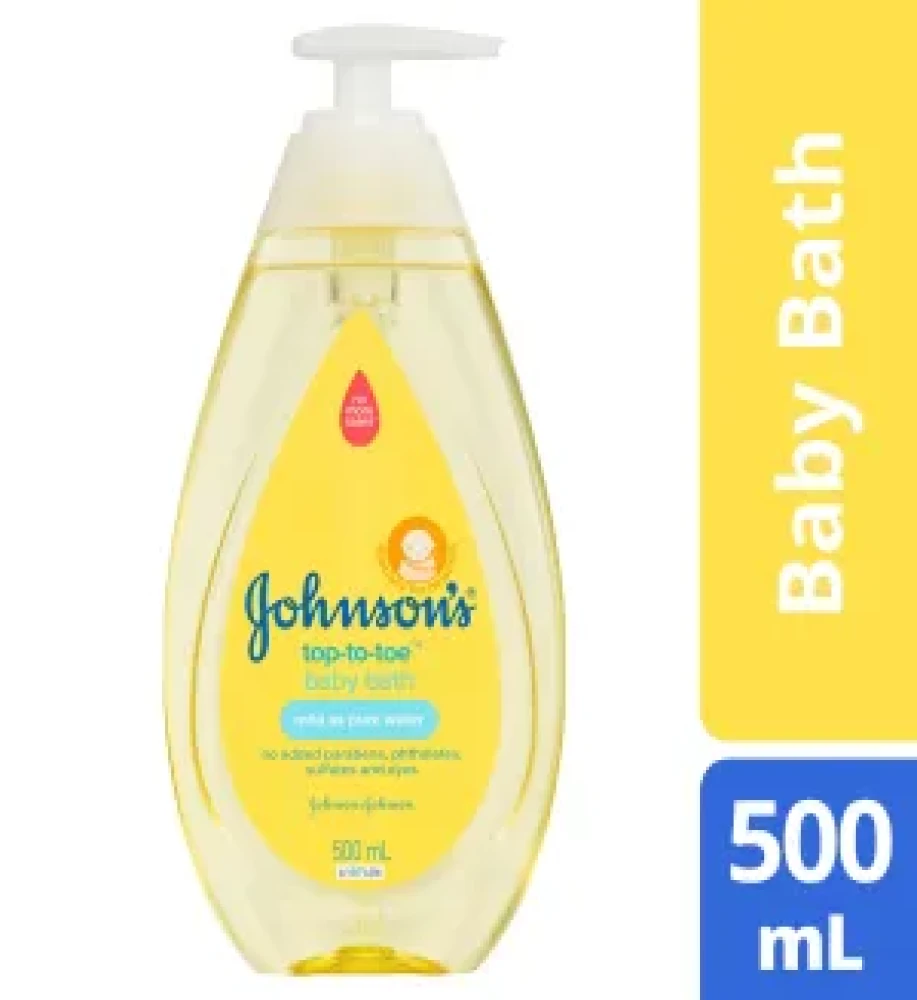 no
more
tears
Johnson's®
top-to-toe™
baby bath
mild as pure water
no added parabens, phthalates,
sulfates and dyes
Johnson & Johnson
500 mL
Baby Bath
500
mL